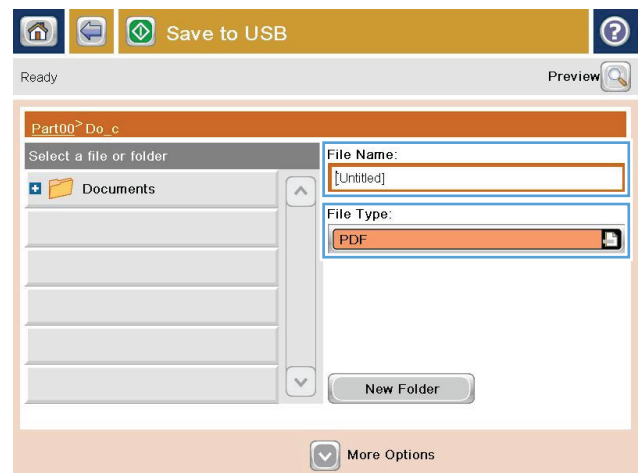 Save to USB
?
Ready
Preview
Part00>Do_c
Select a file or folder
Documents
File Name:
[Untitled]
File Type:
PDF
New Folder
More Options